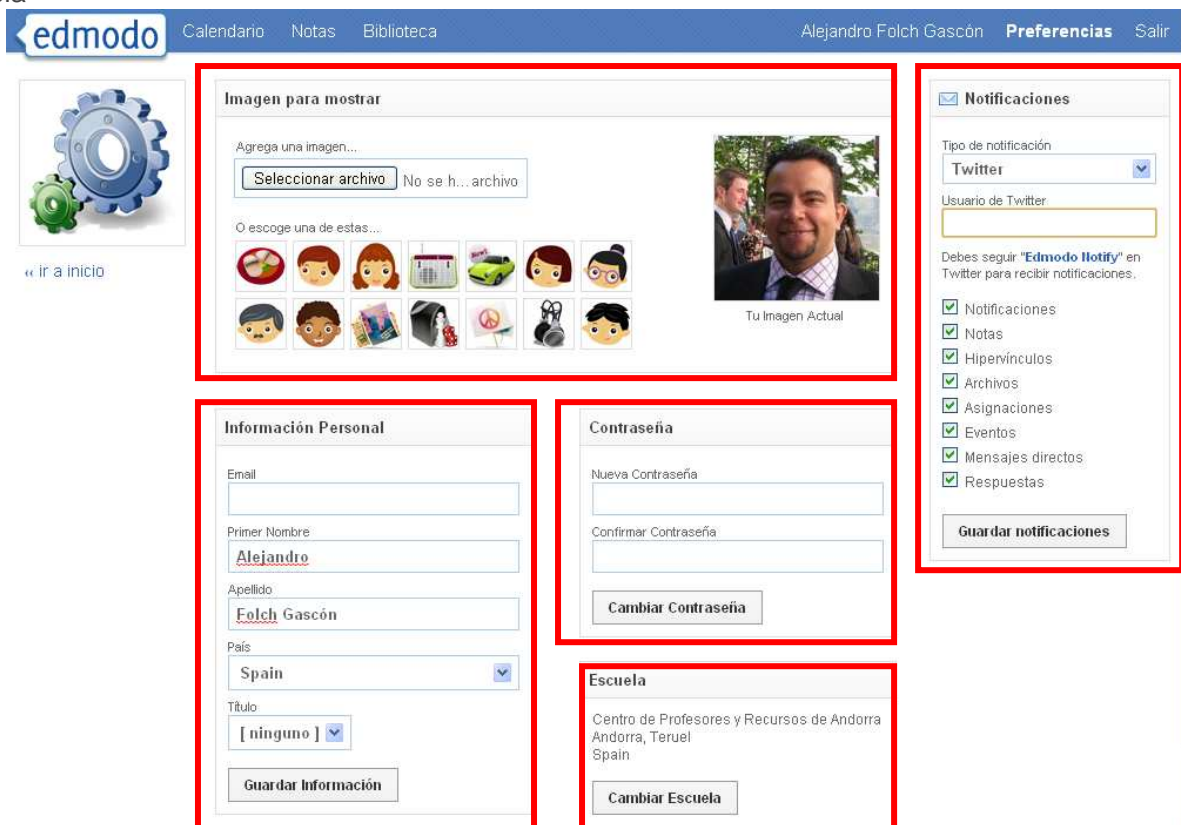 edmodo Calendario Notas Biblioteca Alejandro Folch Gascón Preferencias Salir
‹‹ ir a inicio
Imagen para mostrar
Agrega una imagen...
Seleccionar archivo No se h... archivo
O escoge una de estas...
Tu Imagen Actual
Notificaciones
Tipo de notificación
Twitter
Usuario de Twitter
Debes seguir "Edmodo Notify" en
Twitter para recibir notificaciones.
Notificaciones
Notas
Hipervínculos
Archivos
Asignaciones
Eventos
Mensajes directos
Respuestas
Guardar notificaciones
Información Personal
Email
Primer Nombre
Alejandro
Apellido
Folch Gascón
País
Spain
Título
[ ninguno ]
Guardar Información
Contraseña
Nueva Contraseña
Confirmar Contraseña
Cambiar Contraseña
Escuela
Centro de Profesores y Recursos de Andorra
Andorra, Teruel
Spain
Cambiar Escuela